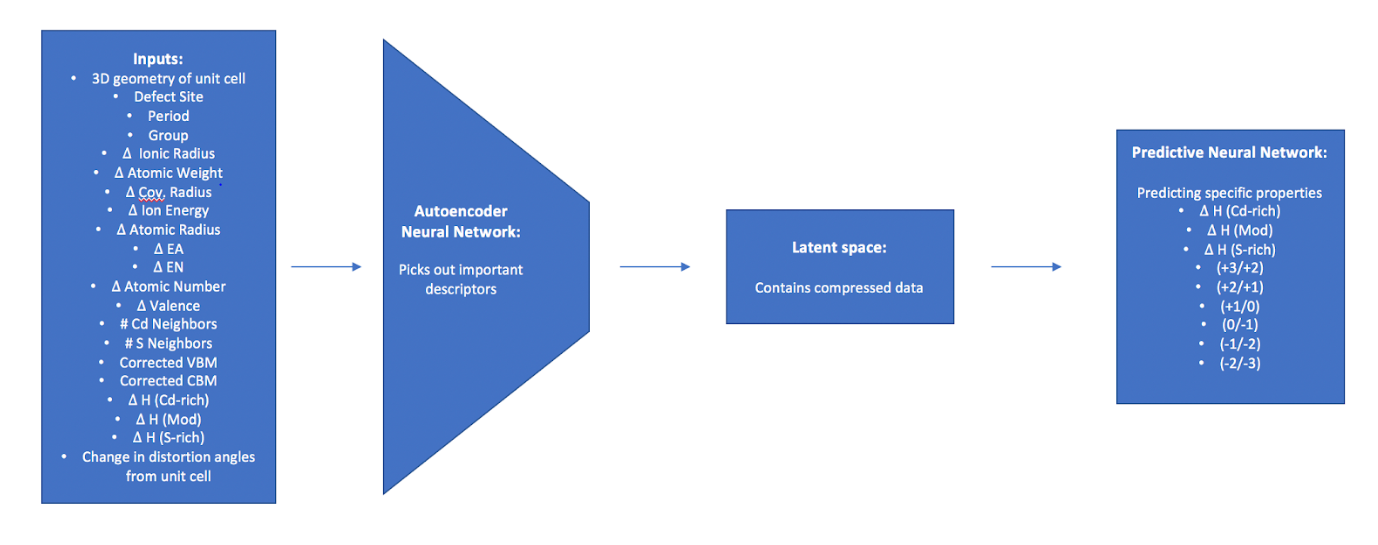 Inputs:
• 3D geometry of unit cell
• Defect Site
• Period
• Group
• Δ Ionic Radius
• Δ Atomic Weight
• Δ Cov. Radius
• Δ Ion Energy
• Δ Atomic Radius
• Δ EA
• Δ EN
• Δ Atomic Number
• Δ Valence
• # Cd Neighbors
• # S Neighbors
• Corrected VBM
• Corrected CBM
• Δ H (Cd-rich)
• Δ H (Mod)
• Δ H (S-rich)
• Change in distortion angles
from unit cell
Autoencoder
Neural Network:
Picks out important
descriptors
Latent space:
Contains compressed data
Predictive Neural Network:
Predicting specific properties
• Δ H (Cd-rich)
• Δ H (Mod)
• Δ H (S-rich)
• (+3/+2)
• (+2/+1)
• (+1/0)
• (0/-1)
• (-1/-2)
• (-2/-3)